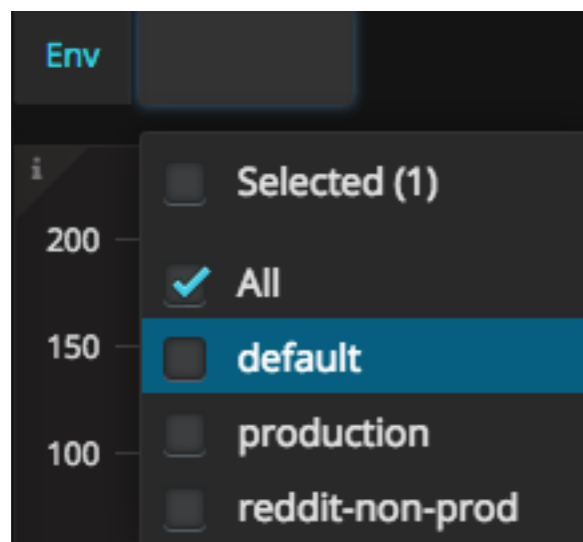 Env
i
Selected (1)
200
All
150
default
100
production
reddit-non-prod